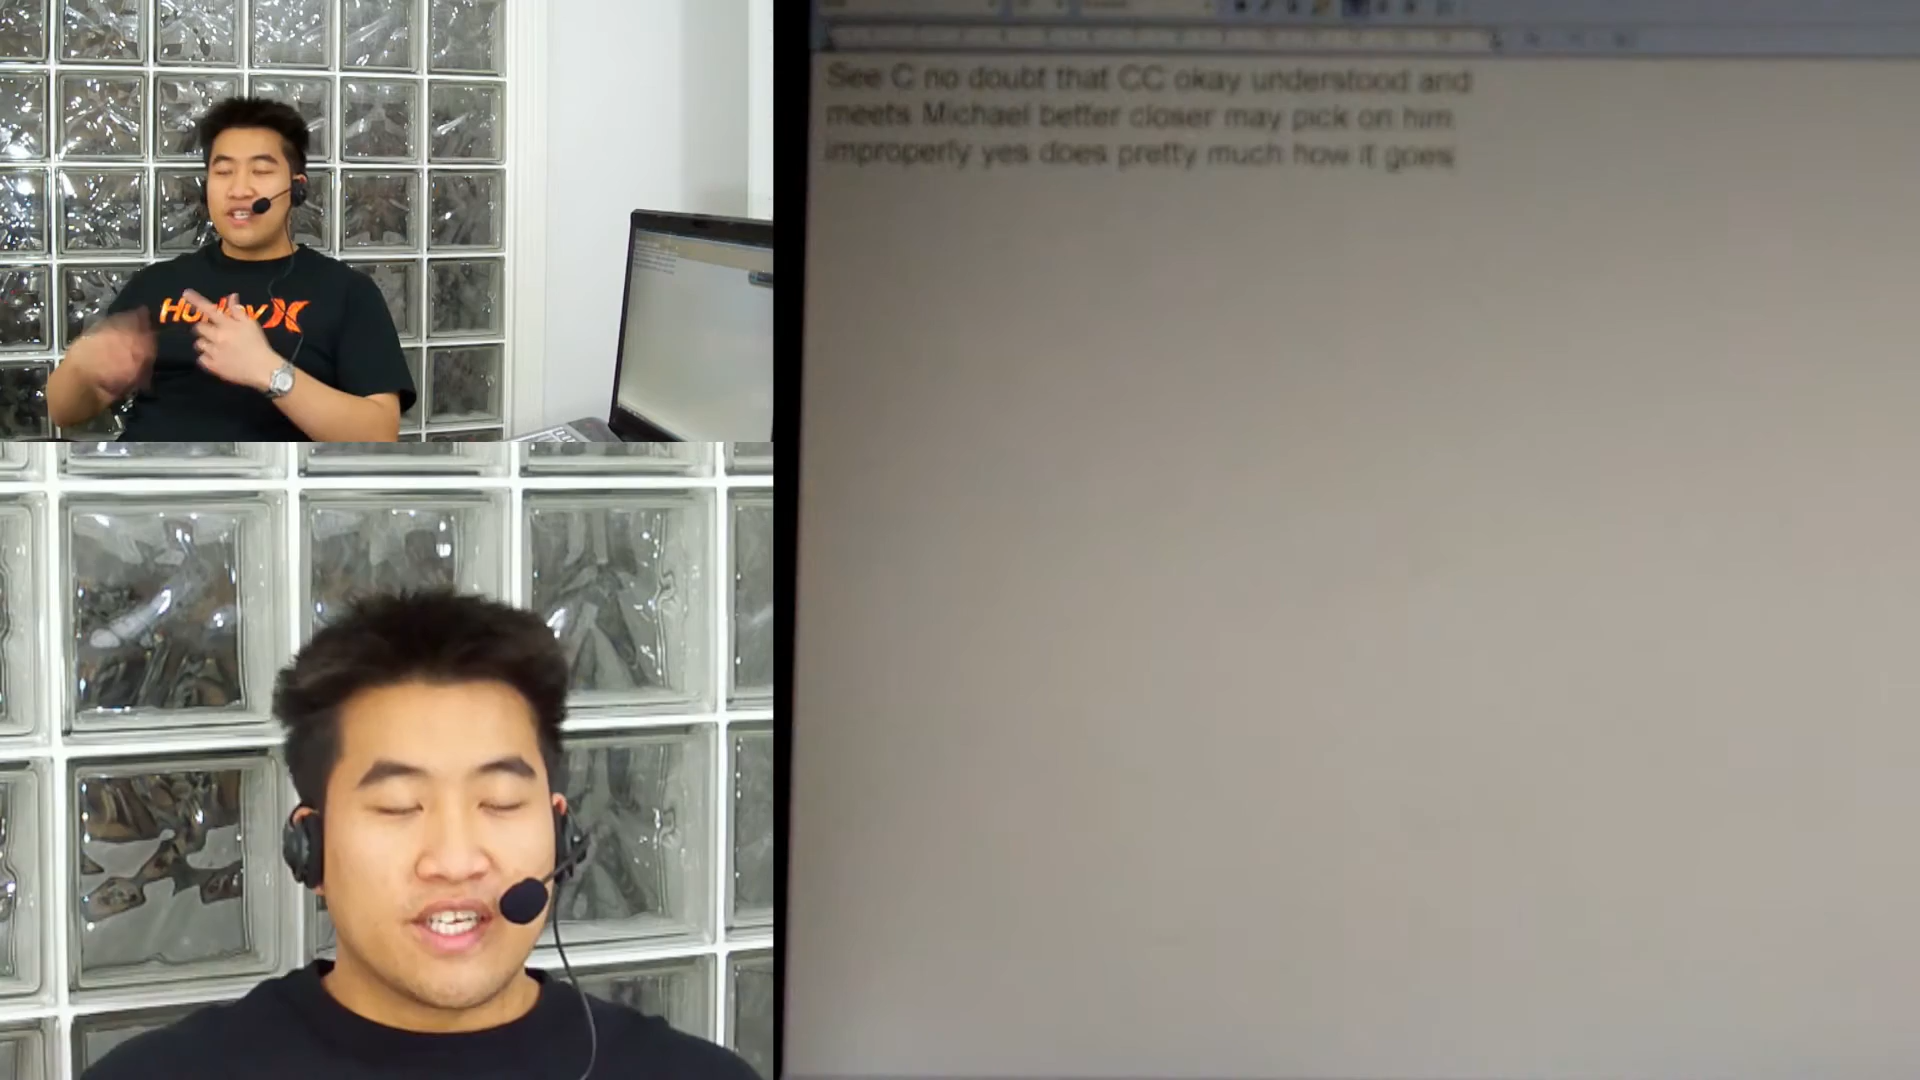 Hurley
See C no doubt that CC okay understood and
meets Michael better closer may pick on him
improperly yes does pretty much how it goes